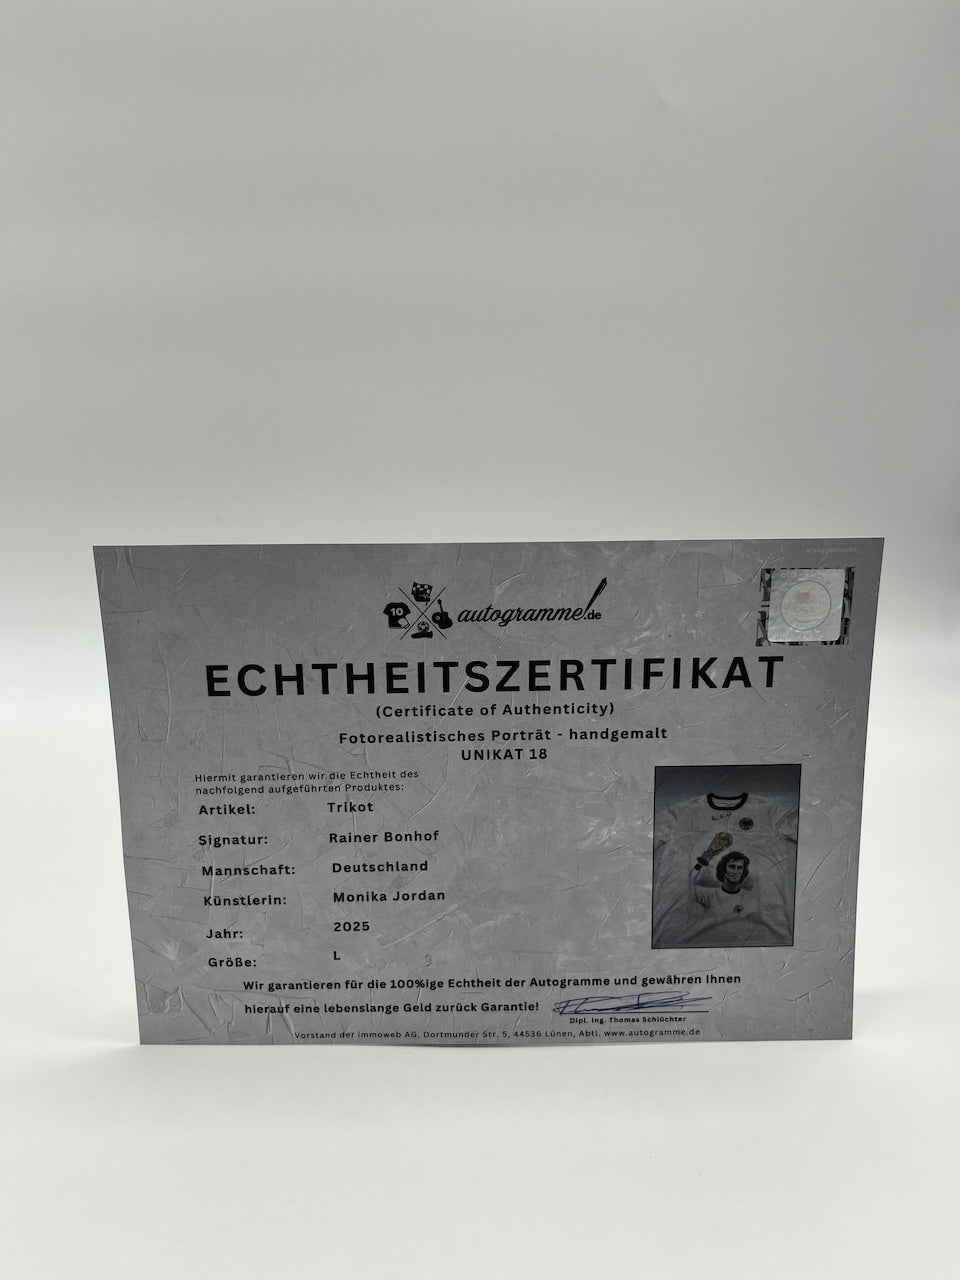 10
autogramme!.de
ECHTHEITSZERTIFIKAT
(Certificate of Authenticity)
Fotorealistisches Porträt - handgemalt
UNIKAT 18
Hiermit garantieren wir die Echtheit des
nachfolgend aufgeführten Produktes:
Artikel: Trikot
Signatur: Rainer Bonhof
Mannschaft: Deutschland
Künstlerin: Monika Jordan
Jahr: 2025
Größe: L
Wir garantieren für die 100%ige Echtheit der Autogramme und gewähren Ihnen
hierauf eine lebenslange Geld zurück Garantie!
Dipl. Ing. Thomas Schlüchter
Vorstand der immoweb AG, Dortmunder Str. 5, 44536 Lünen, Abtl. www.autogramme.de